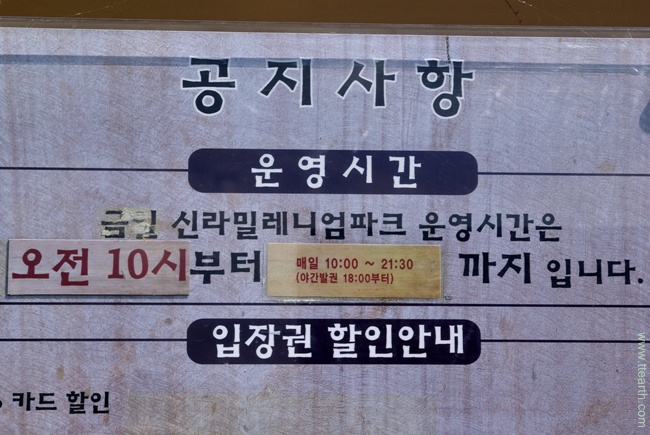 공지사항
운영시간
금일 신라밀레니엄파크 운영시간은
오전 10시부터 매일 10:00 ~ 21:30 까지 입니다.
(야간발권 18:00부터)
입장권 할인안내
카드 할인
www.ttearth.com